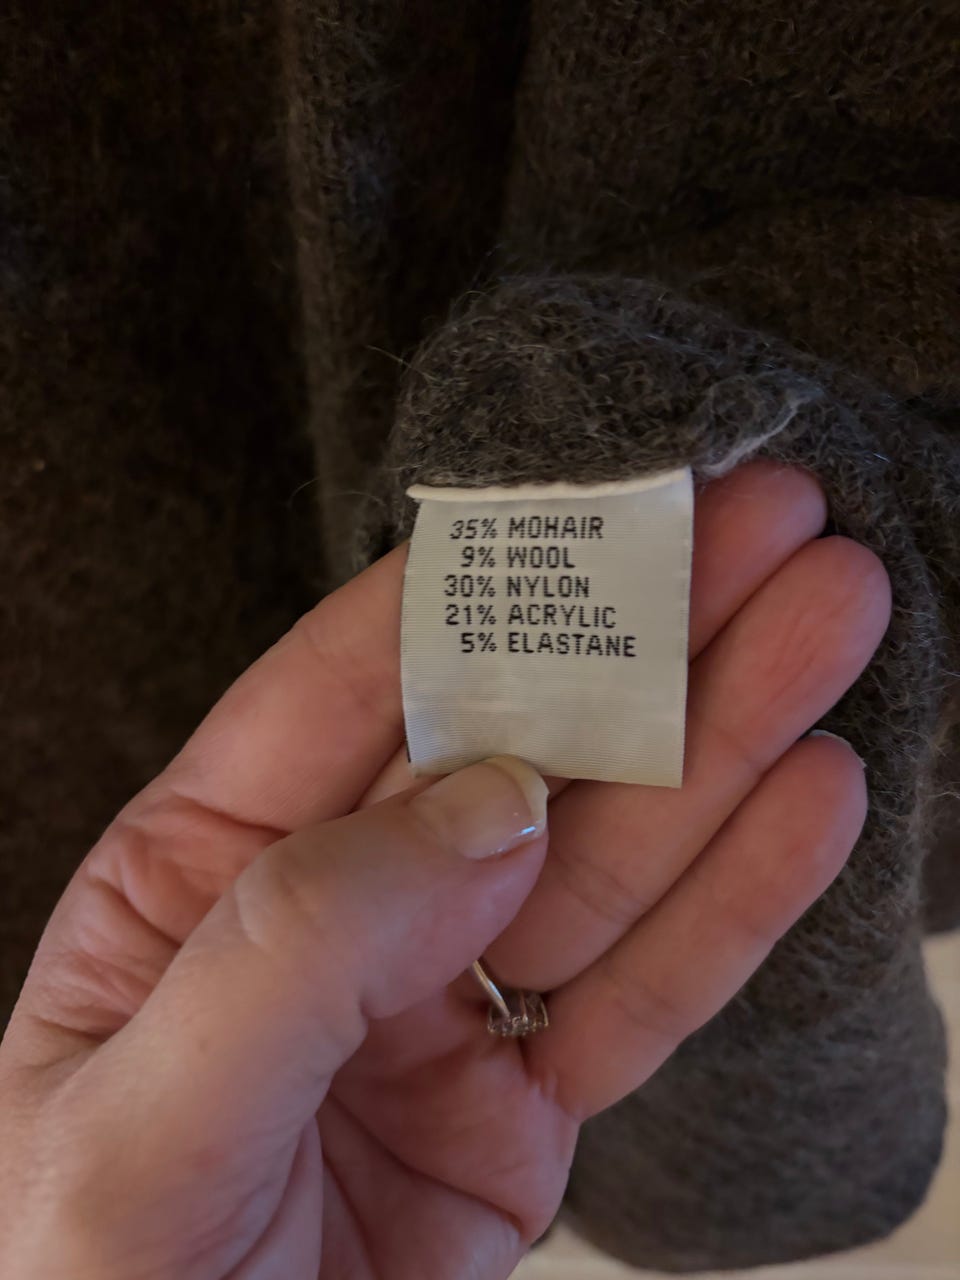 35% MOHAIR
9% WOOL
30% NYLON
21% ACRYLIC
5% ELASTANE